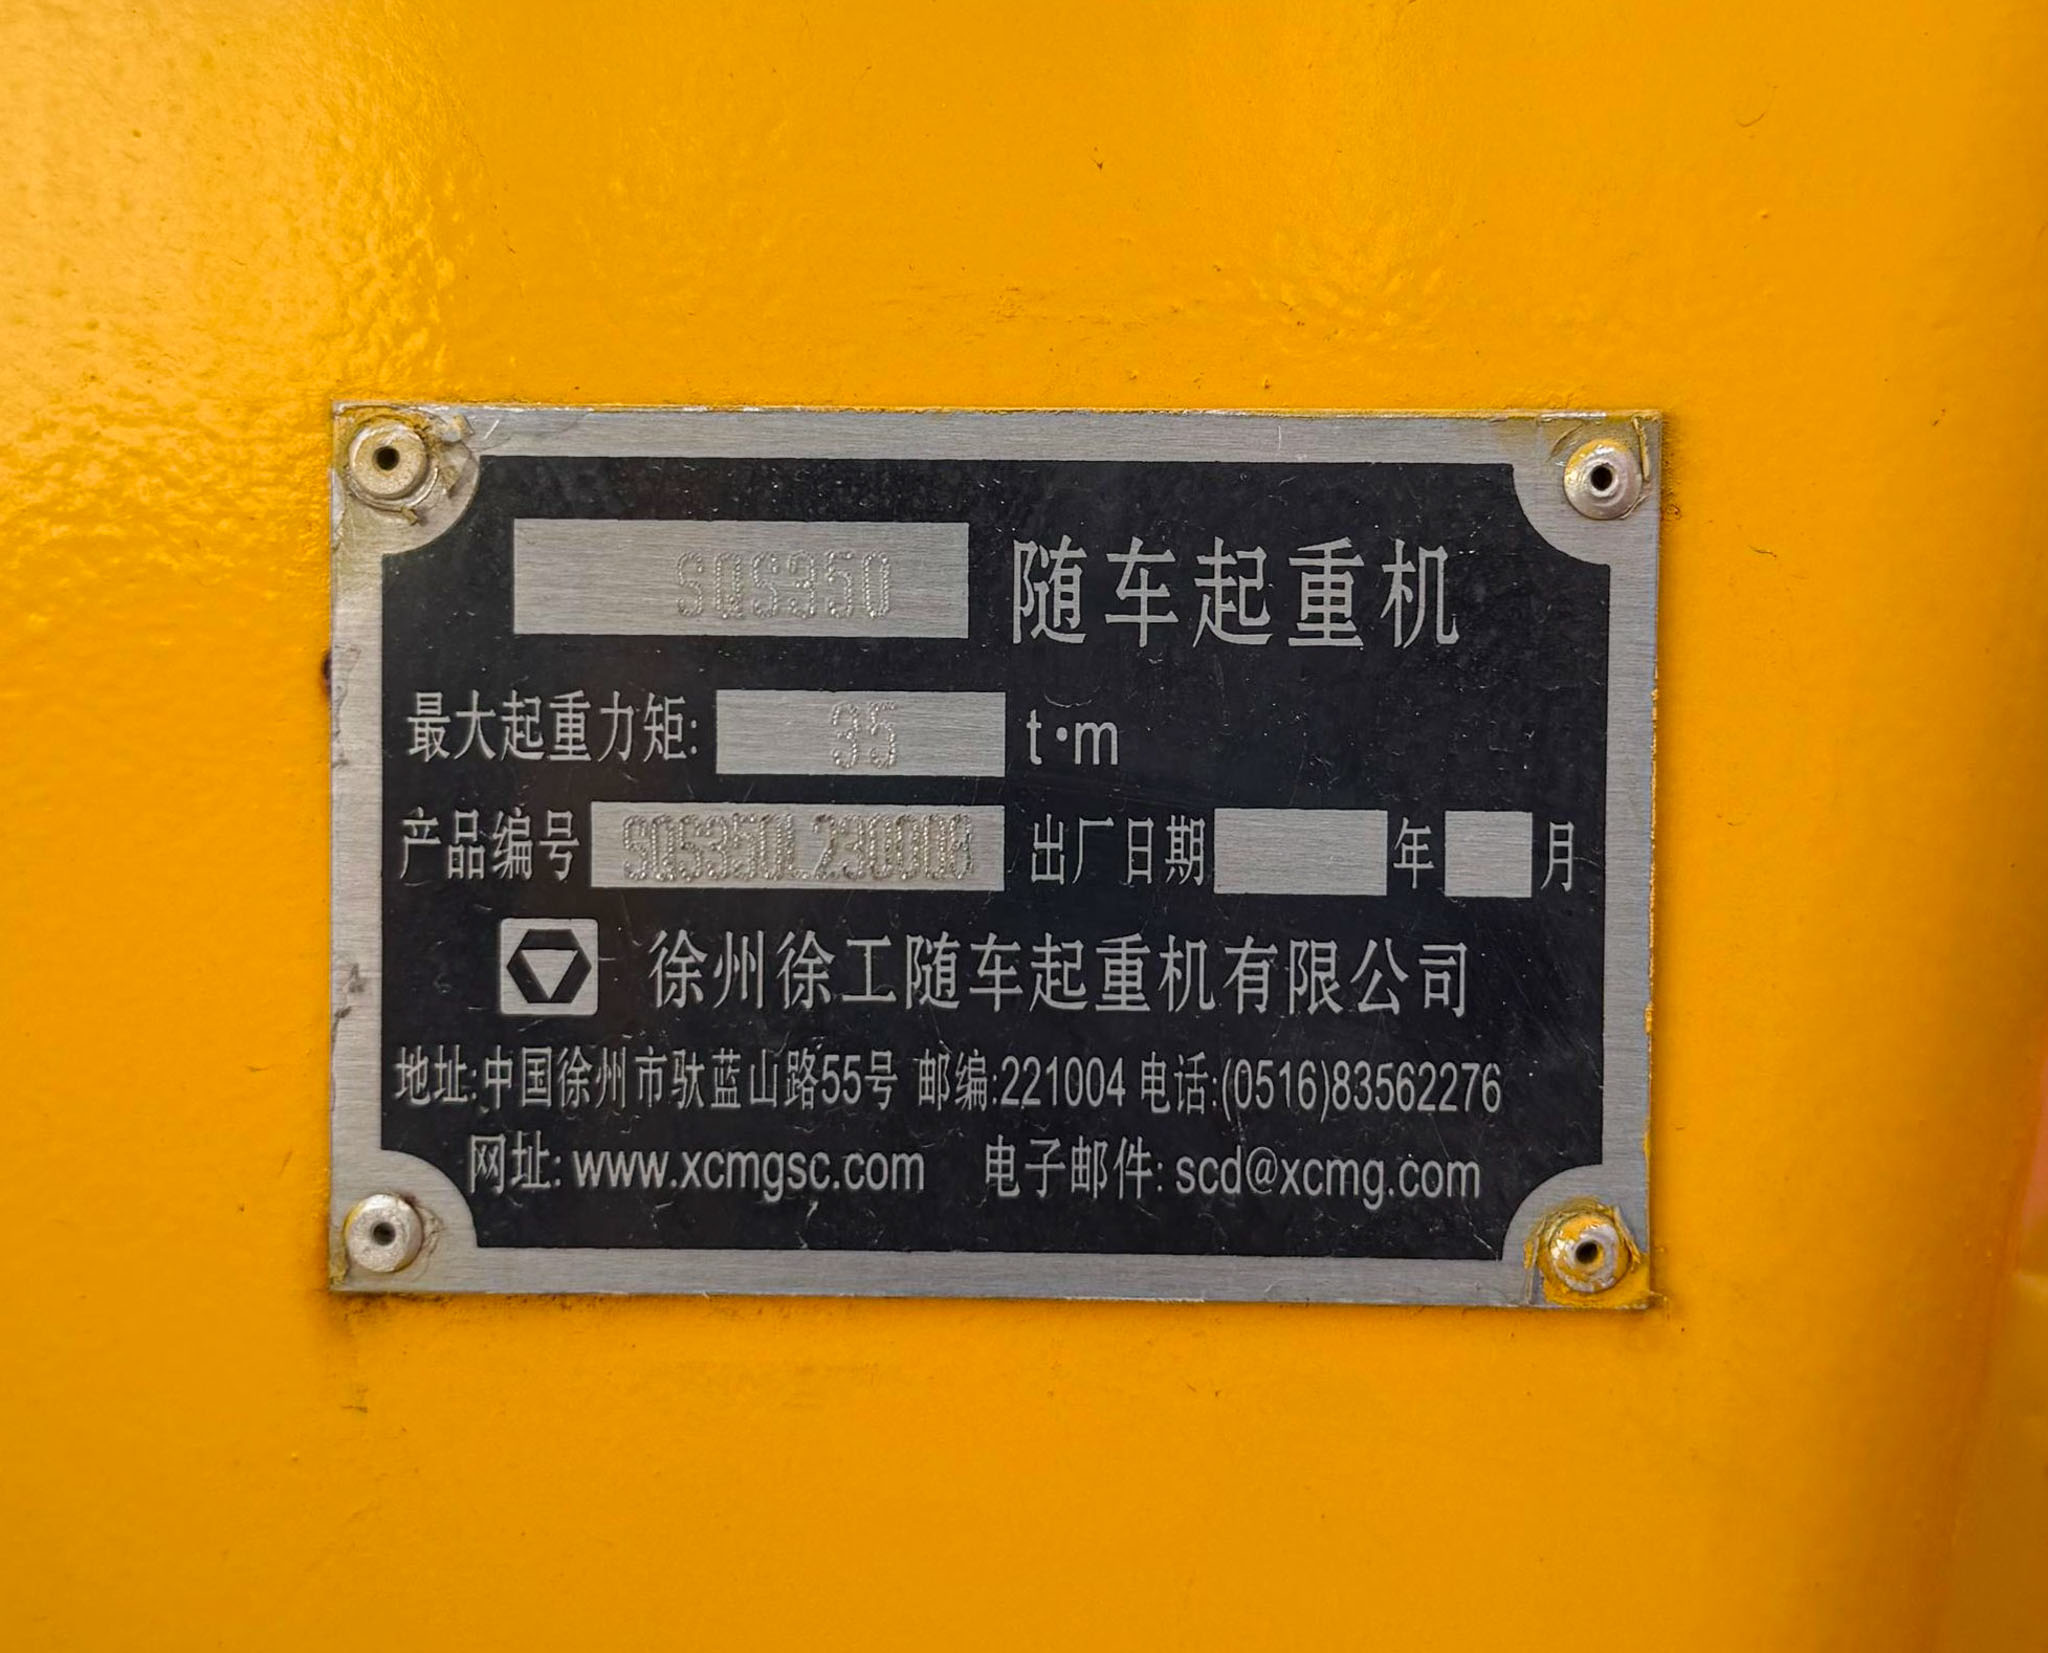 SQS350 随车起重机
最大起重力矩: 35 t·m
产品编号 SQS350L230008 出厂日期 年 月
徐州徐工随车起重机有限公司
地址:中国徐州市驮蓝山路55号 邮编:221004 电话:(0516)83562276
网址: www.xcmgsc.com 电子邮件: scd@xcmg.com